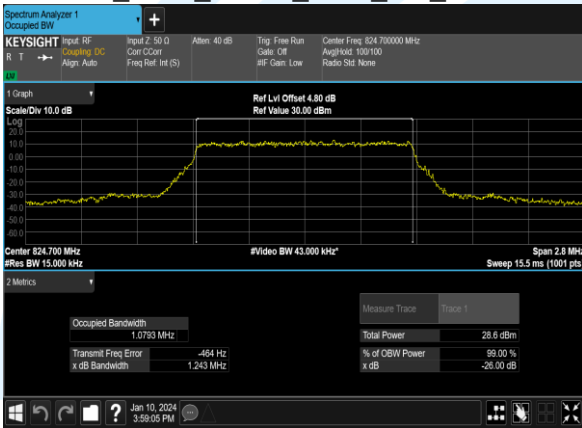 Spectrum Analyzer 1
Occupied BW
+
KEYSIGHT Input: RF Input Z: 50 Ω Atten: 40 dB Trig: Free Run Center Freq: 824.700000 MHz
R T Coupling: DC Corr CCorr Gate: Off Avg|Hold: 100/100
Align: Auto Freq Ref: Int (S) #IF Gain: Low Radio Std: None
LXI
1 Graph Ref Lvl Offset 4.80 dB
Scale/Div 10.0 dB Ref Value 30.00 dBm
Log
20.0
10.0
0.00
-10.0
-20.0
-30.0
-40.0
-50.0
-60.0
Center 824.700 MHz #Video BW 43.000 kHz* Span 2.8 MHz
#Res BW 15.000 kHz Sweep 15.5 ms (1001 pts)
2 Metrics
Measure Trace Trace 1
Occupied Bandwidth
1.0793 MHz Total Power 28.6 dBm
Transmit Freq Error -464 Hz % of OBW Power 99.00 %
x dB Bandwidth 1.243 MHz x dB -26.00 dB
? Jan 10, 2024
3:59:05 PM